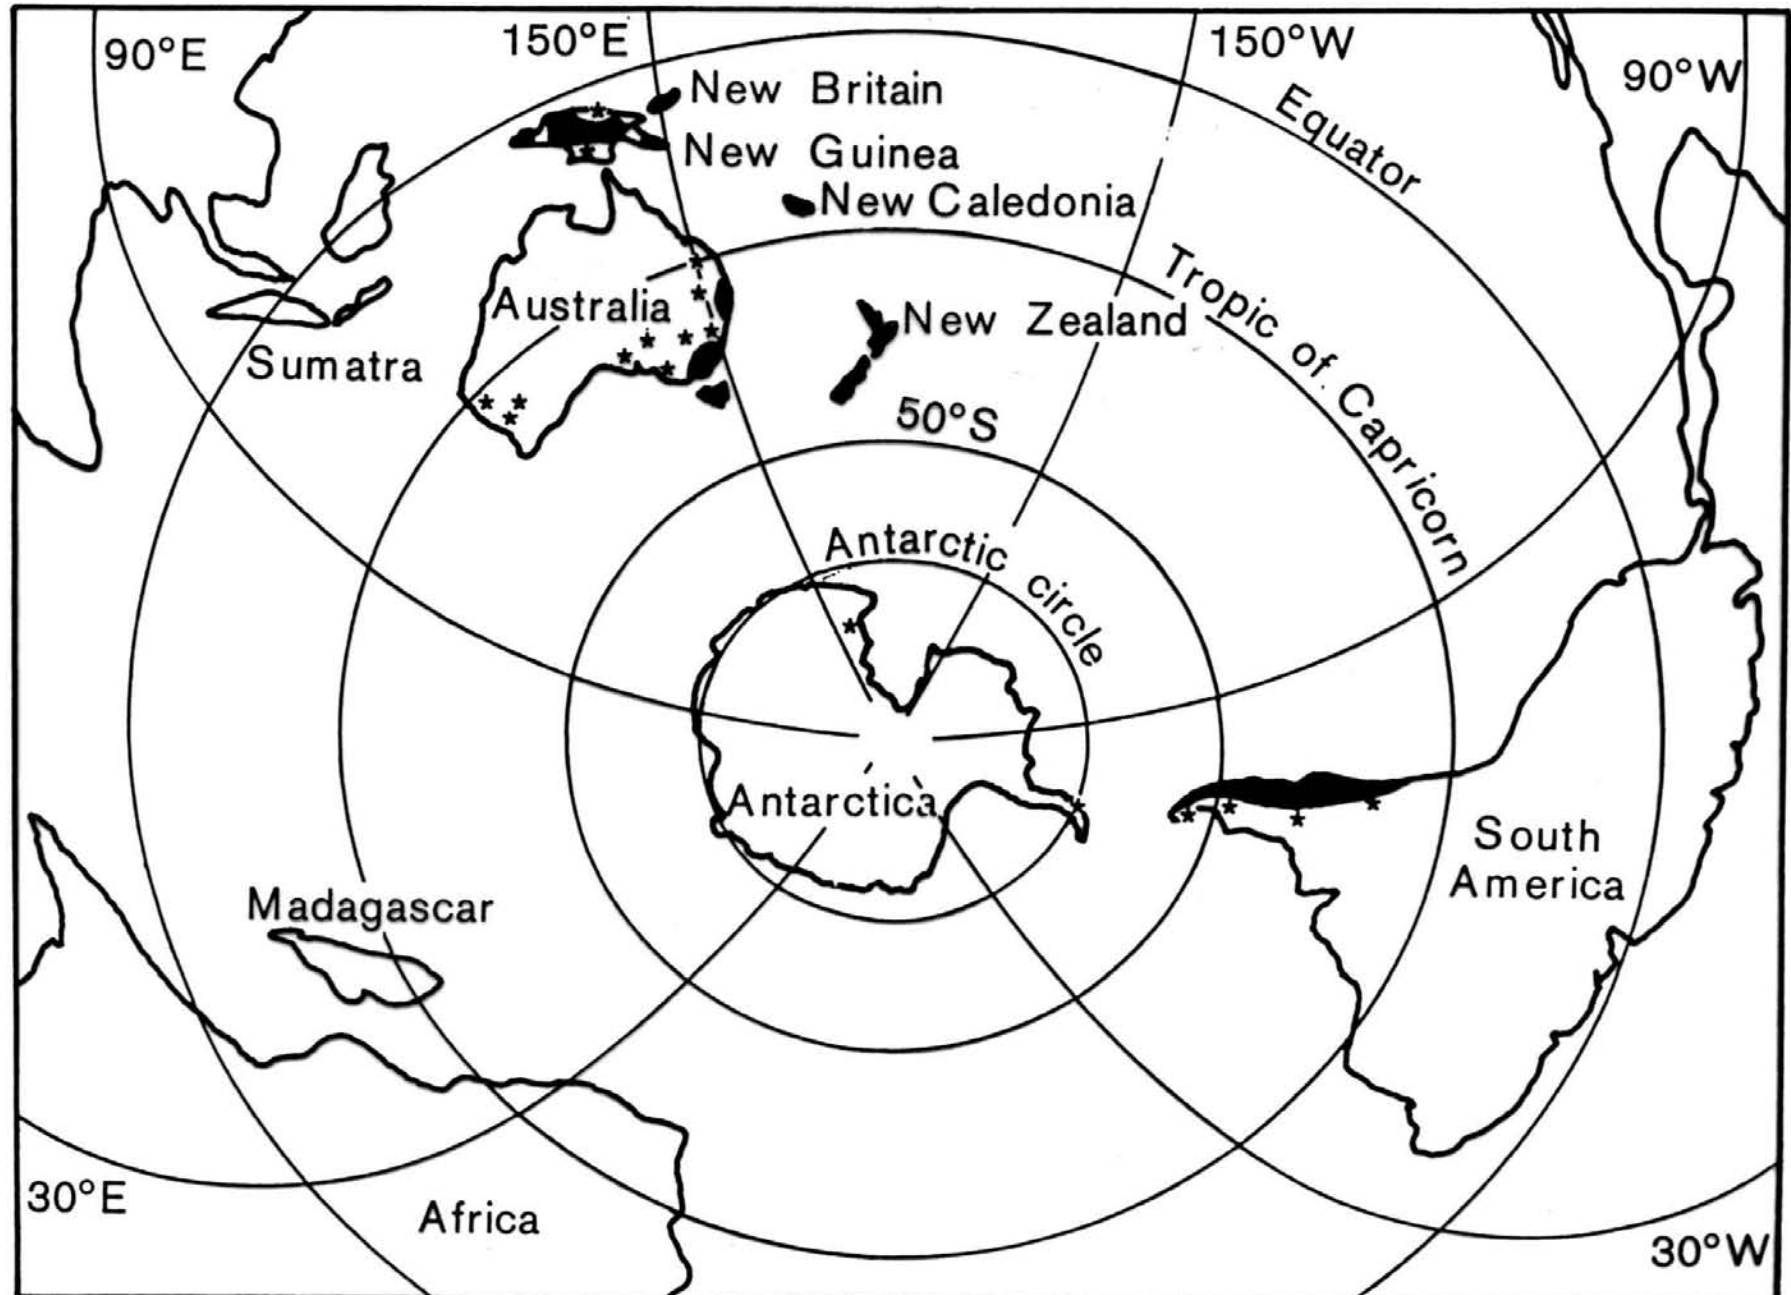 90°E
150°E
150°W
90°W
New Britain
Equator
New Guinea
New Caledonia
Tropic of Capricorn
Australia
New Zealand
Sumatra
50°S
Antarctic circle
Antarctica
South
America
Madagascar
30°E
Africa
30°W